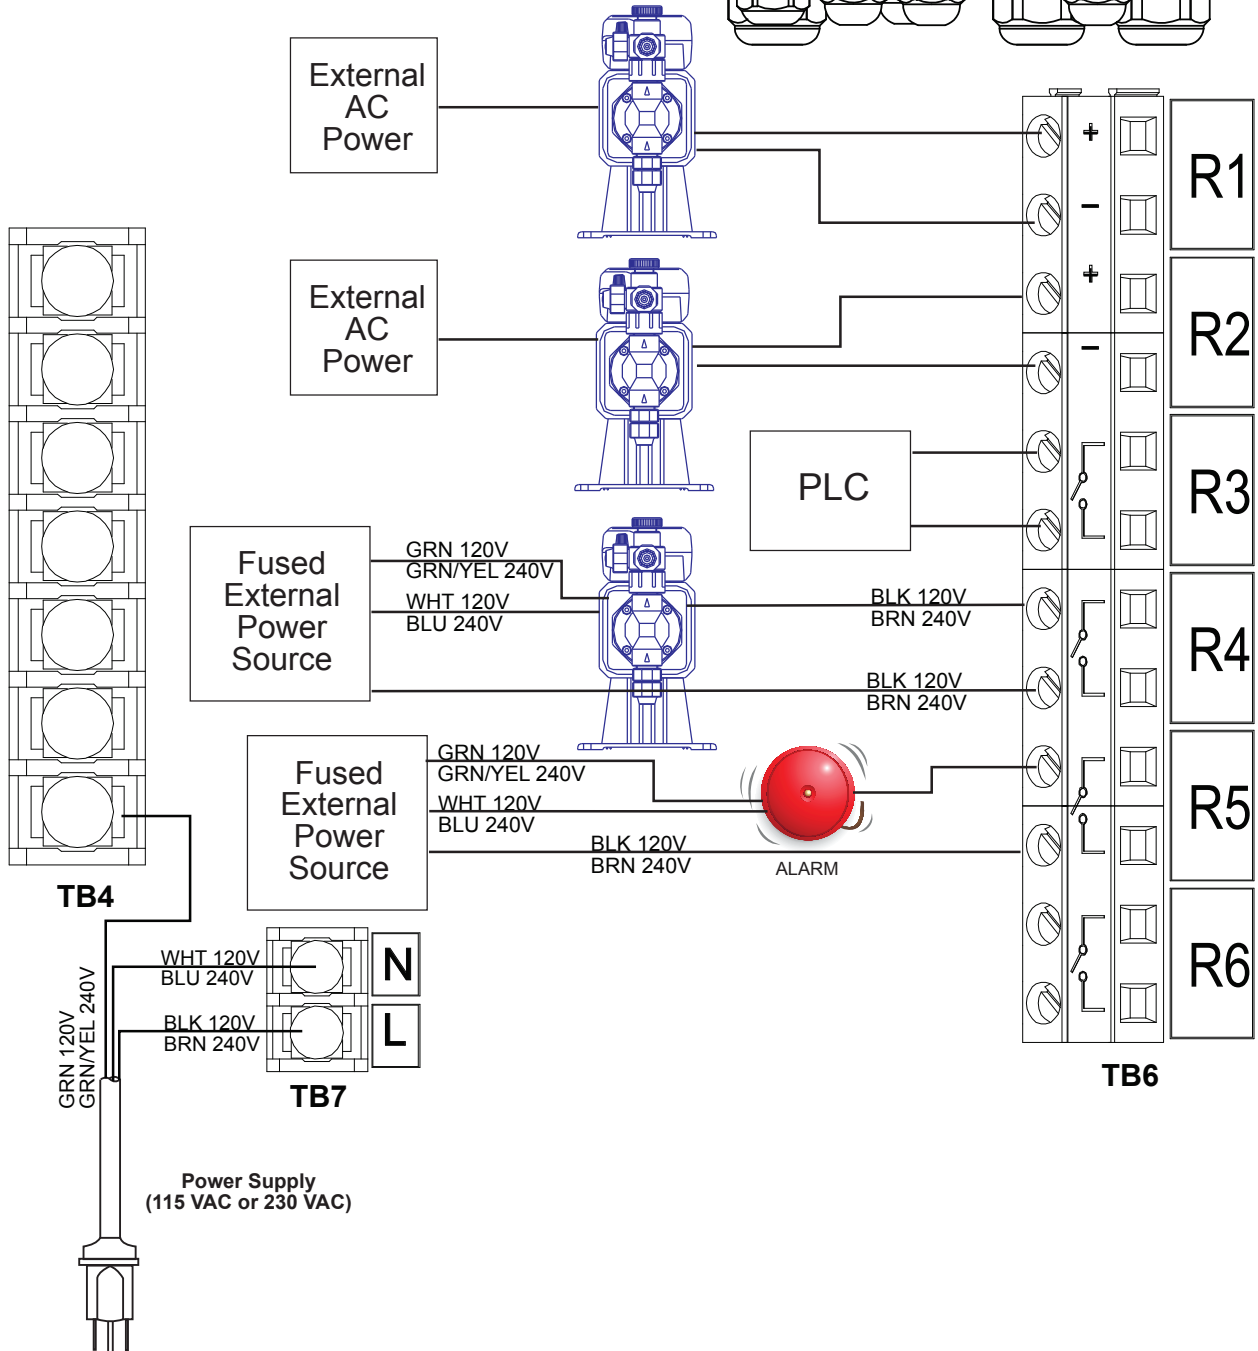 External
AC
Power
+
R1
−
External
AC
Power
+
R2
−
PLC
R3
Fused
External
Power
Source
GRN 120V
GRN/YEL 240V
WHT 120V
BLU 240V
BLK 120V
BRN 240V
R4
BLK 120V
BRN 240V
Fused
External
Power
Source
GRN 120V
GRN/YEL 240V
WHT 120V
BLU 240V
BLK 120V
BRN 240V
ALARM
R5
TB4
WHT 120V
BLU 240V
N
R6
GRN 120V
GRN/YEL 240V
BLK 120V
BRN 240V
L
TB7
TB6
Power Supply
(115 VAC or 230 VAC)